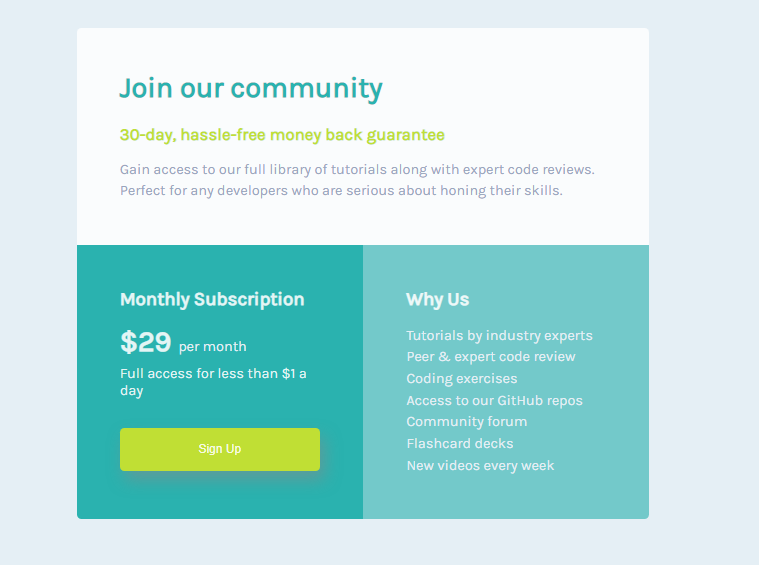 Join our community
30-day, hassle-free money back guarantee
Gain access to our full library of tutorials along with expert code reviews.
Perfect for any developers who are serious about honing their skills.
Monthly Subscription
$29 per month
Full access for less than $1 a
day
Sign Up
Why Us
Tutorials by industry experts
Peer & expert code review
Coding exercises
Access to our GitHub repos
Community forum
Flashcard decks
New videos every week